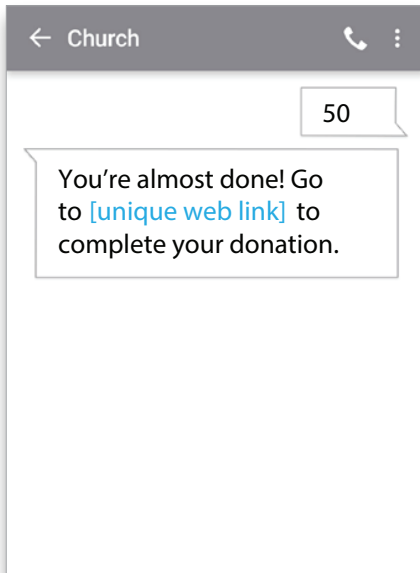 Church
50
You're almost done! Go
to [unique web link] to
complete your donation.